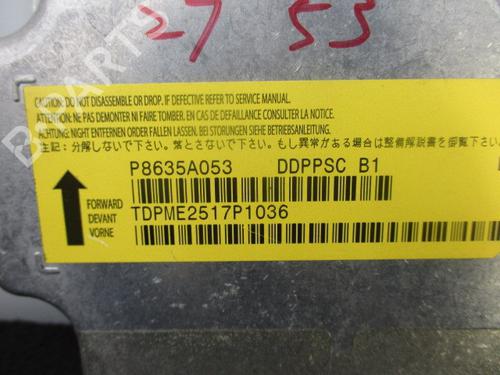 27 53
CAUTION: DO NOT DISASSEMBLE OR DROP. IF DEFECTIVE REFER TO SERVICE MANUAL.
ATTENTION: NE PAS DEMONTER NI FAIRE TOMBER. EN CAS DE DEFAILLANCE CONSULTER LA NOTICE.
ACHTUNG: NICHT ENTFERNEN ODER FALLEN LASSEN. BEI STORUNGEN SIEHE BETRIEBSANLEITUNG.
注記: 分解しないで下さい。落とさないで下さい。もし異常がある場合は整備解説書を御覧下さい。
P8635A053 DDPPSC B1
FORWARD
DEVANT
VORNE
TDPME2517P1036
B-PARTS